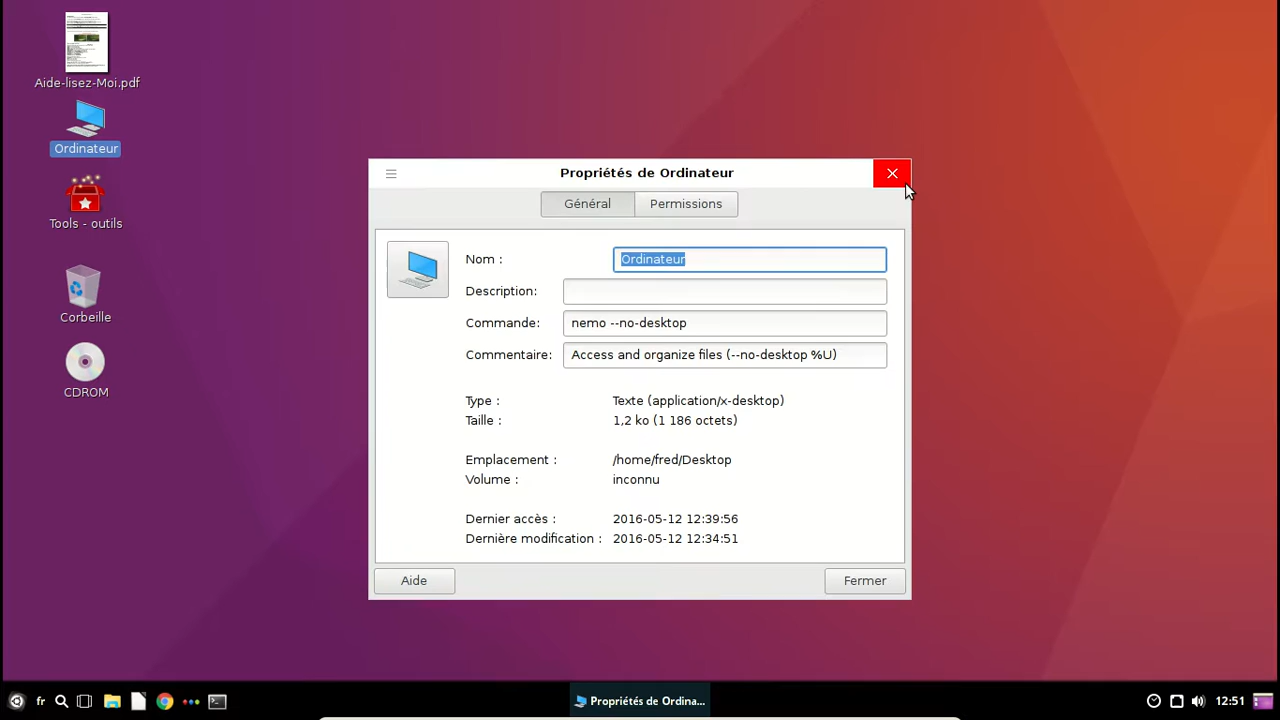 Aide-lisez-Moi.pdf
Ordinateur
Tools - outils
Corbeille
CDROM
Propriétés de Ordinateur
Général
Permissions
Nom :
Ordinateur
Description:
Commande:
nemo --no-desktop
Commentaire:
Access and organize files (--no-desktop %U)
Type :
Texte (application/x-desktop)
Taille :
1,2 ko (1 186 octets)
Emplacement :
/home/fred/Desktop
Volume :
inconnu
Dernier accès :
2016-05-12 12:39:56
Dernière modification :
2016-05-12 12:34:51
Aide
Fermer
fr
Propriétés de Ordina...
12:51